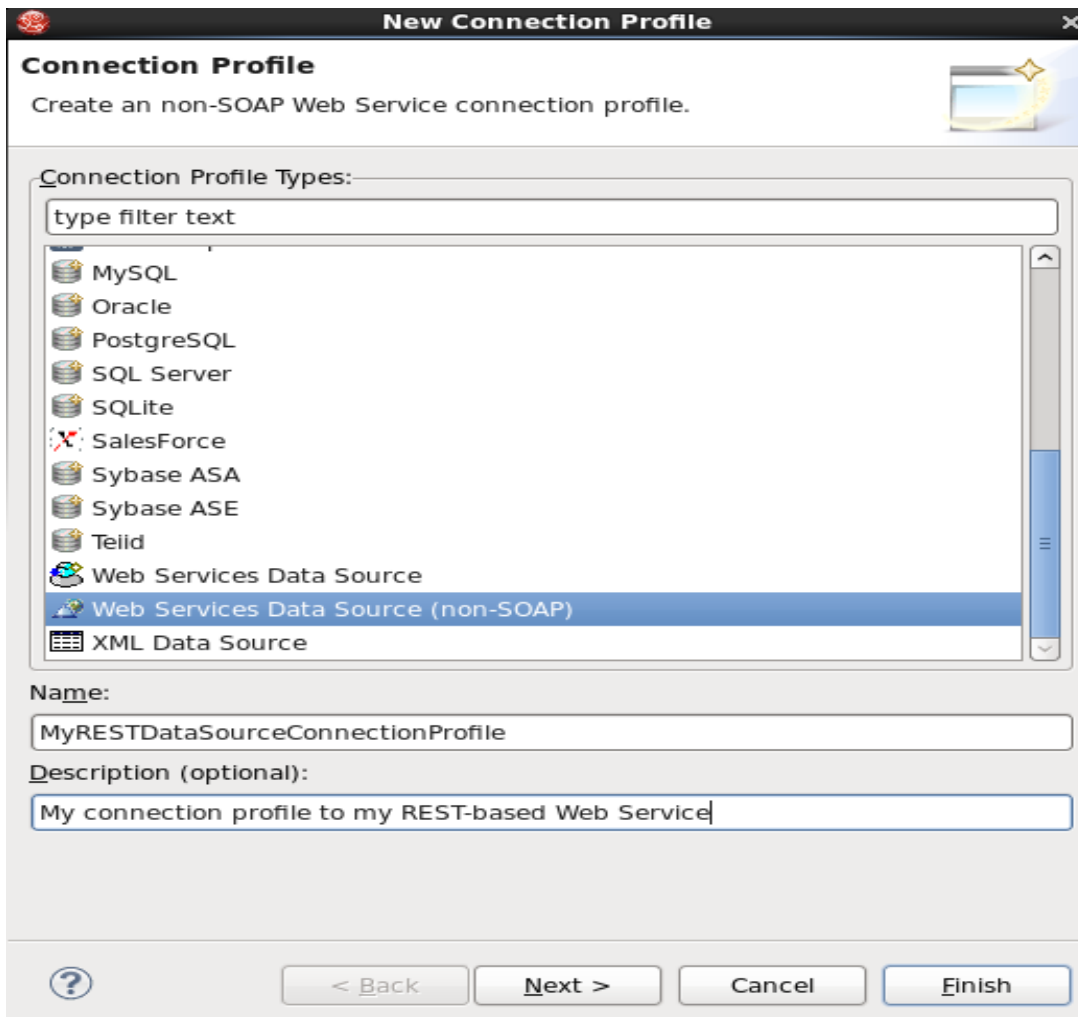 New Connection Profile
Connection Profile
Create an non-SOAP Web Service connection profile.
Connection Profile Types:
type filter text
MySQL
Oracle
PostgreSQL
SQL Server
SQLite
SalesForce
Sybase ASA
Sybase ASE
Teiid
Web Services Data Source
Web Services Data Source (non-SOAP)
XML Data Source
Name:
MyRESTDataSourceConnectionProfile
Description (optional):
My connection profile to my REST-based Web Service
? < Back Next > Cancel Finish